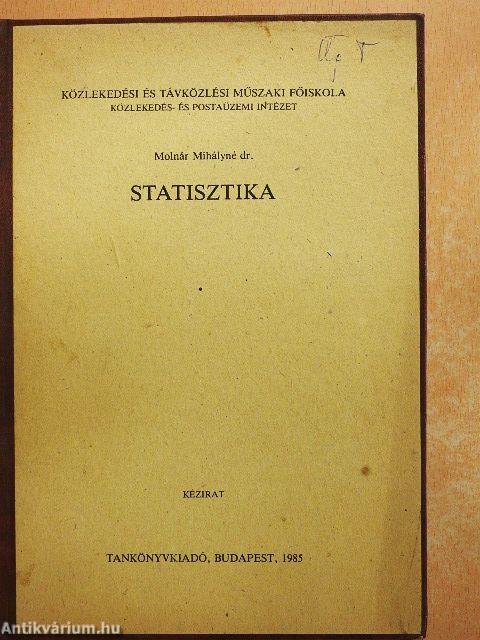 KÖZLEKEDÉSI ÉS TÁVKÖZLÉSI MŰSZAKI FŐISKOLA
KÖZLEKEDÉS- ÉS POSTAÜZEMI INTÉZET
Molnár Mihályné dr.
STATISZTIKA
KÉZIRAT
TANKÖNYVKIADÓ, BUDAPEST, 1985
Antikvárium.hu